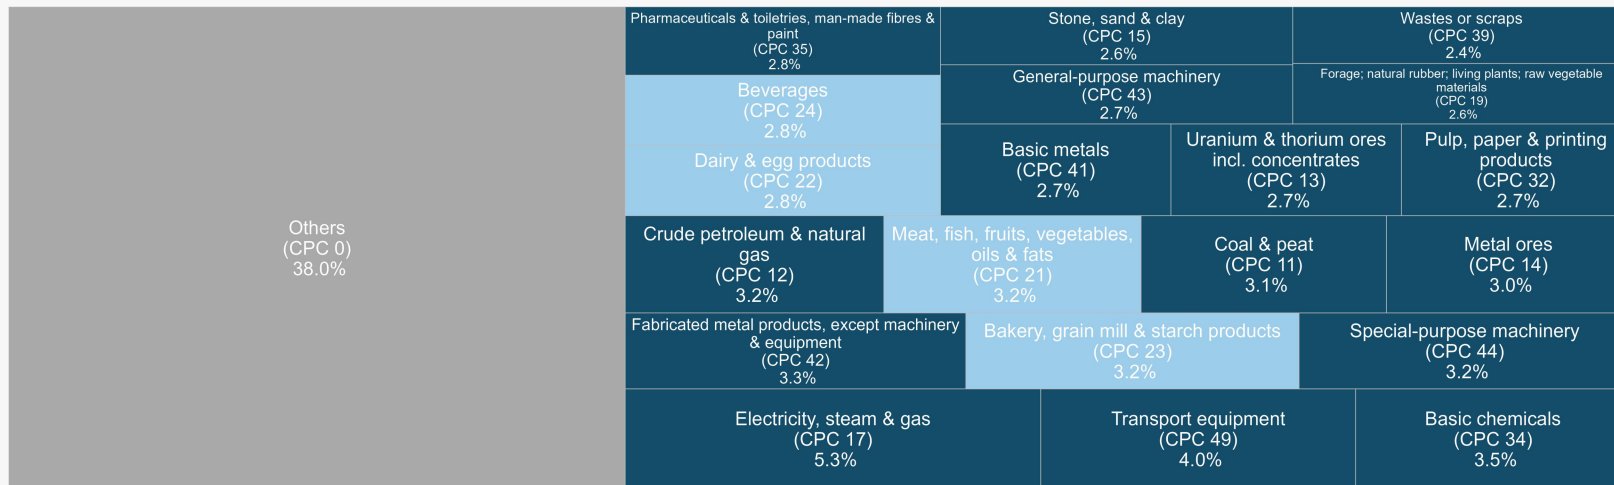 Others
(CPC 0)
38.0%
Pharmaceuticals & toiletries, man-made fibres &
paint
(CPC 35)
2.8%
Beverages
(CPC 24)
2.8%
Dairy & egg products
(CPC 22)
2.8%
Stone, sand & clay
(CPC 15)
2.6%
Wastes or scraps
(CPC 39)
2.4%
General-purpose machinery
(CPC 43)
2.7%
Forage; natural rubber; living plants; raw vegetable
materials
(CPC 19)
2.6%
Basic metals
(CPC 41)
2.7%
Uranium & thorium ores
incl. concentrates
(CPC 13)
2.7%
Pulp, paper & printing
products
(CPC 32)
2.7%
Crude petroleum & natural
gas
(CPC 12)
3.2%
Meat, fish, fruits, vegetables,
oils & fats
(CPC 21)
3.2%
Coal & peat
(CPC 11)
3.1%
Metal ores
(CPC 14)
3.0%
Fabricated metal products, except machinery
& equipment
(CPC 42)
3.3%
Bakery, grain mill & starch products
(CPC 23)
3.2%
Special-purpose machinery
(CPC 44)
3.2%
Electricity, steam & gas
(CPC 17)
5.3%
Transport equipment
(CPC 49)
4.0%
Basic chemicals
(CPC 34)
3.5%